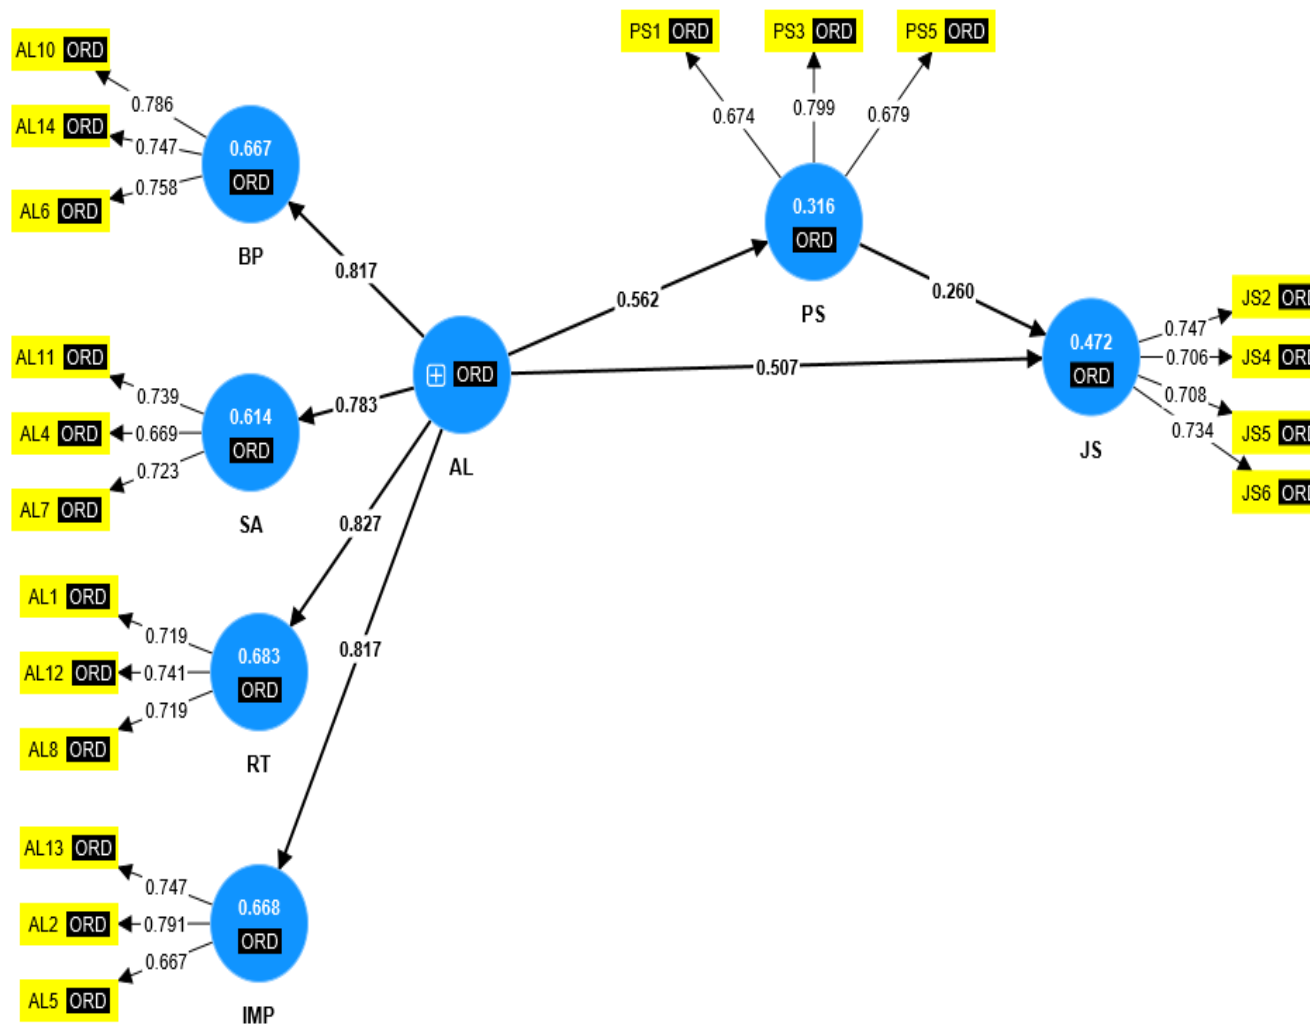 PS1 ORD
PS3 ORD
PS5 ORD
0.674
0.799
0.679
0.316
ORD
PS
AL10 ORD
AL14 ORD
AL6 ORD
0.786
0.747
0.758
0.667
ORD
BP
0.817
0.562
0.260
AL11 ORD
AL4 ORD
AL7 ORD
0.739
0.669
0.723
0.614
ORD
SA
0.783
ORD
AL
0.507
0.472
ORD
JS
0.747
0.706
0.708
0.734
JS2 ORD
JS4 ORD
JS5 ORD
JS6 ORD
AL1 ORD
AL12 ORD
AL8 ORD
0.719
0.741
0.719
0.683
ORD
RT
0.827
0.817
AL13 ORD
AL2 ORD
AL5 ORD
0.747
0.791
0.667
0.668
ORD
IMP